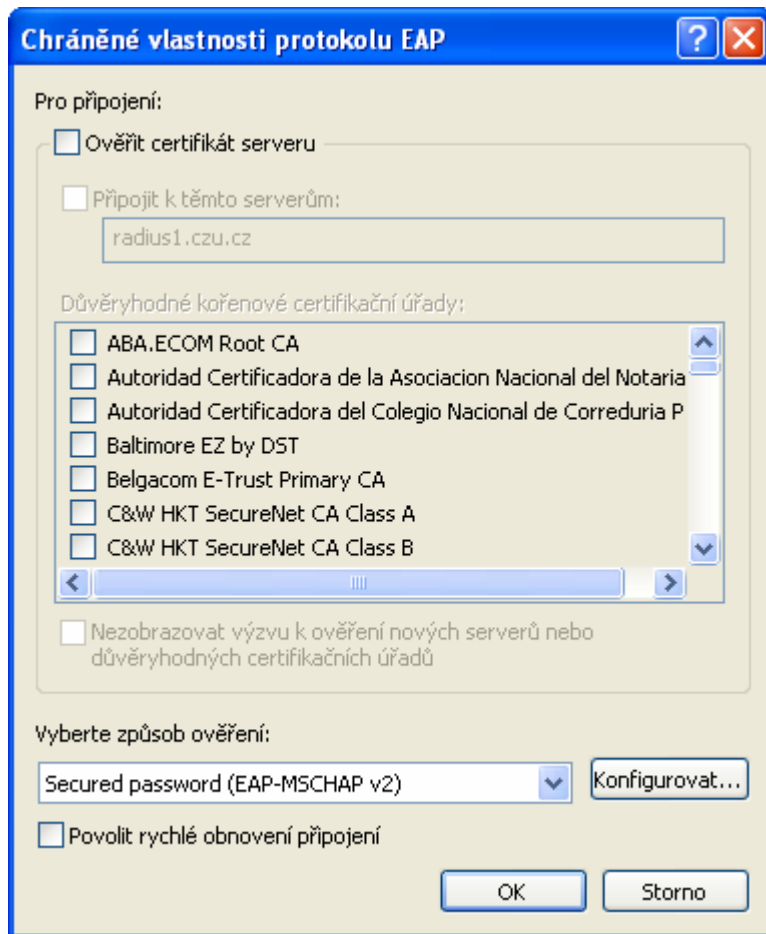 Chráněné vlastnosti protokolu EAP
Pro připojení:
Ověřit certifikát serveru
Připojit k těmto serverům:
radius1.czu.cz
Důvěryhodné kořenové certifikační úřady:
ABA.ECOM Root CA
Autoridad Certificadora de la Asociacion Nacional del Notaria
Autoridad Certificadora del Colegio Nacional de Correduria P
Baltimore EZ by DST
Belgacom E-Trust Primary CA
C&W HKT SecureNet CA Class A
C&W HKT SecureNet CA Class B
Nezobrazovat výzvu k ověření nových serverů nebo
důvěryhodných certifikačních úřadů
Vyberte způsob ověření:
Secured password (EAP-MSCHAP v2)
Konfigurovat...
Povolit rychlé obnovení připojení
OK
Storno